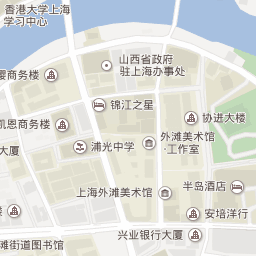 香港大学上海
学习中心
山西省政府
驻上海办事处
樱商务楼
锦江之星
凯恩商务楼
协进大楼
浦光中学
外滩美术馆
·工作室
大厦
半岛酒店
上海外滩美术馆
安培洋行
兴业银行大厦
滩街道图书馆